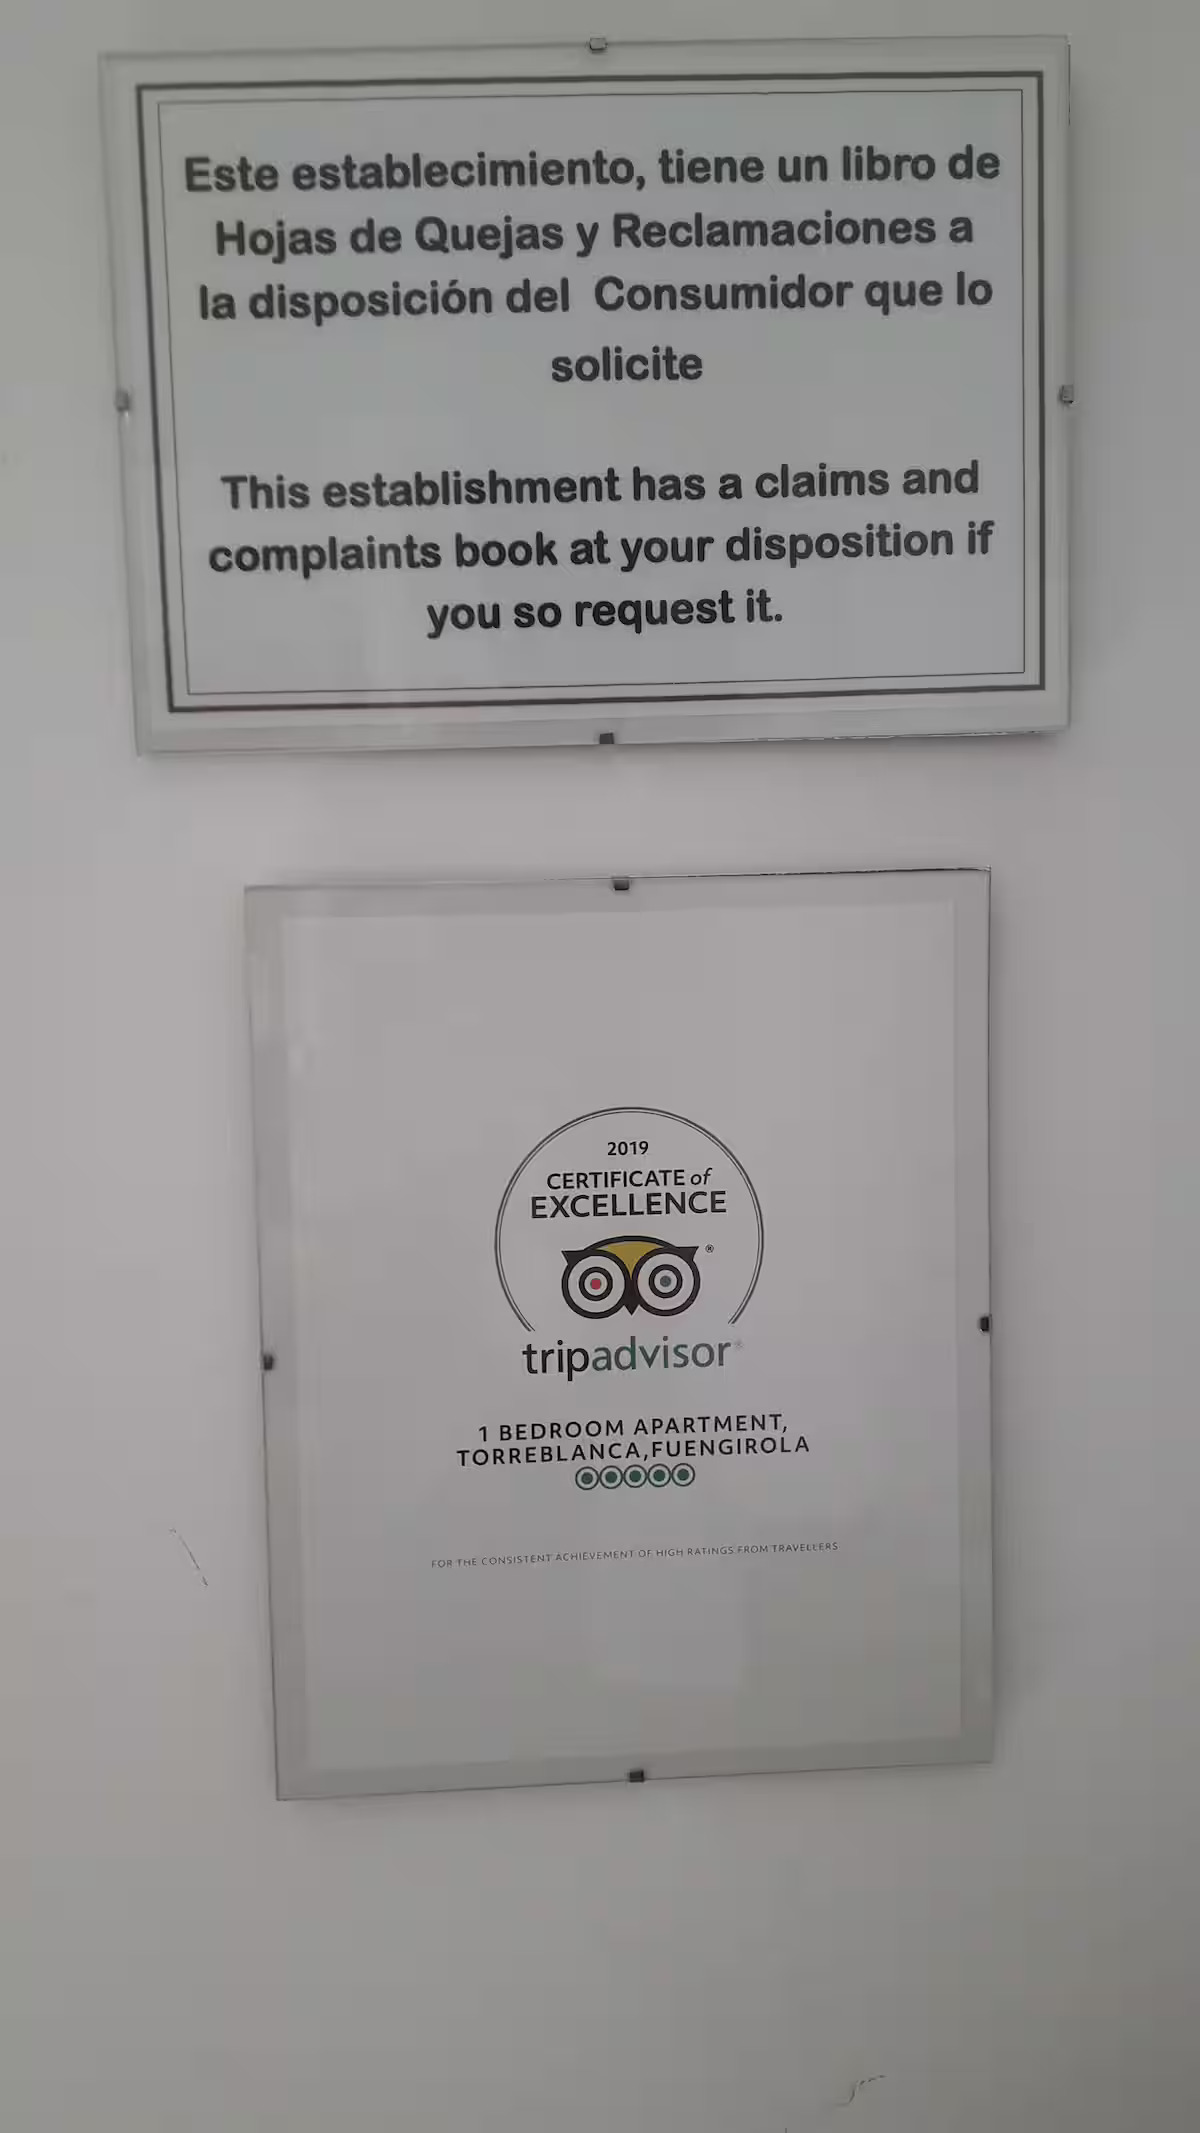 Este establecimiento, tiene un libro de
Hojas de Quejas y Reclamaciones a
la disposición del Consumidor que lo
solicite
This establishment has a claims and
complaints book at your disposition if
you so request it.
2019
CERTIFICATE of
EXCELLENCE
®
tripadvisor®
1 BEDROOM APARTMENT,
TORREBLANCA,FUENGIROLA
FOR THE CONSISTENT ACHIEVEMENT OF HIGH RATINGS FROM TRAVELLERS